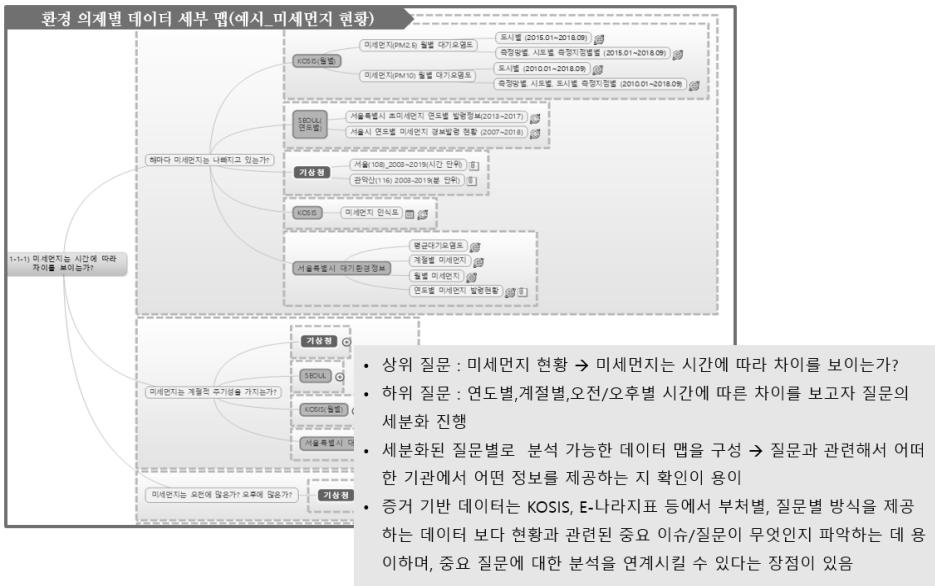 환경 의제별 데이터 세부 맵(예시_미세먼지 현황)
KOSIS(월별)
미세먼지(PM2.5) 월별 대기오염도
도시별 (2015.01~2018.09)
측정망별, 시도별, 측정지점별별 (2015.01~2018.09)
미세먼지(PM10) 월별 대기오염도
도시별 (2010.01~2018.09)
측정망별, 시도별, 도시별 측정지점별 (2010.01~2018.09)
SEOUL(
연도별)
서울특별시 초미세먼지 연도별 발령정보(2013~2017)
서울시 연도별 미세먼지 경보발령 현황 (2007~2018)
해마다 미세먼지는 나빠지고 있는가?
기상청
서울(108)_2008~2019(시간 단위)
관악산(116) 2008~2019(분 단위)
KOSIS
미세먼지 인식도
서울특별시 대기환경정보
평균대기오염도
계절별 미세먼지
월별 미세먼지
연도별 미세먼지 발령현황
1-1-1) 미세먼지는 시간에 따라
차이를 보이는가?
기상청
SEOUL
미세먼지는 계절적 주기성을 가지는가?
KOSIS(월별)
서울특별시 대
미세먼지는 오전에 많은가? 오후에 많은가?
기상청
• 상위 질문 : 미세먼지 현황 → 미세먼지는 시간에 따라 차이를 보이는가?
• 하위 질문 : 연도별,계절별,오전/오후별 시간에 따른 차이를 보고자 질문의
세분화 진행
• 세분화된 질문별로 분석 가능한 데이터 맵을 구성 → 질문과 관련해서 어떠
한 기관에서 어떤 정보를 제공하는 지 확인이 용이
• 증거 기반 데이터는 KOSIS, E-나라지표 등에서 부처별, 질문별 방식을 제공
하는 데이터 보다 현황과 관련된 중요 이슈/질문이 무엇인지 파악하는 데 용
이하며, 중요 질문에 대한 분석을 연계시킬 수 있다는 장점이 있음